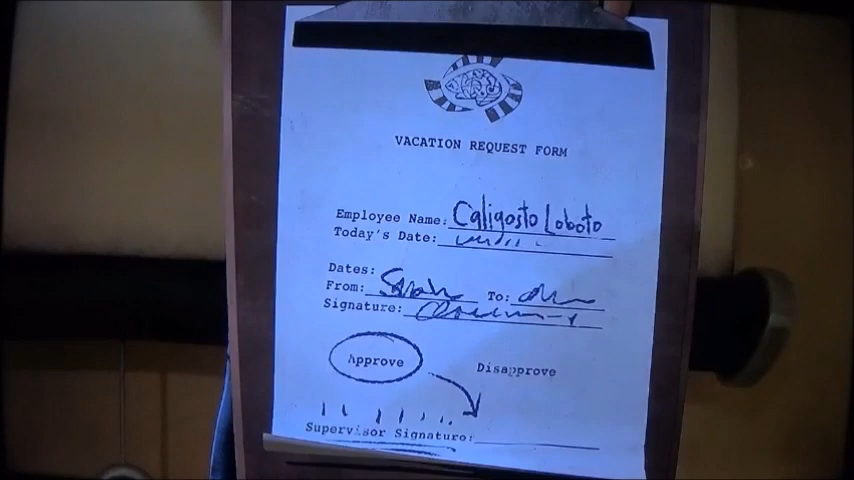 VACATION REQUEST FORM
Employee Name: Caligosto Loboto
Today's Date:
Dates:
From: To:
Signature:
Approve Disapprove
Supervisor Signature: